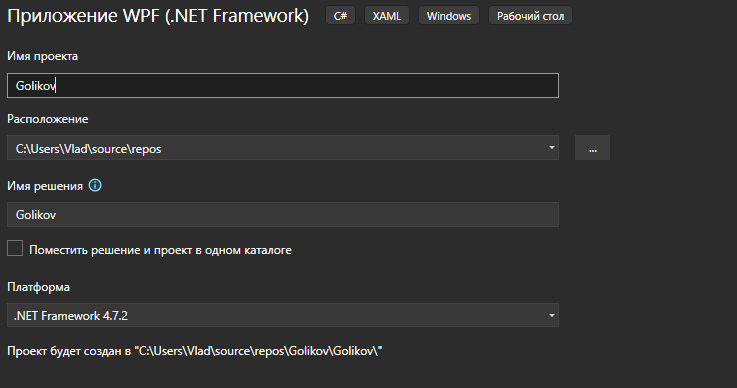 Приложение WPF (.NET Framework) C# XAML Windows Рабочий стол
Имя проекта
Golikov
Расположение
C:\Users\Vlad\source\repos
...
Имя решения
Golikov
Поместить решение и проект в одном каталоге
Платформа
.NET Framework 4.7.2
Проект будет создан в "C:\Users\Vlad\source\repos\Golikov\Golikov\"